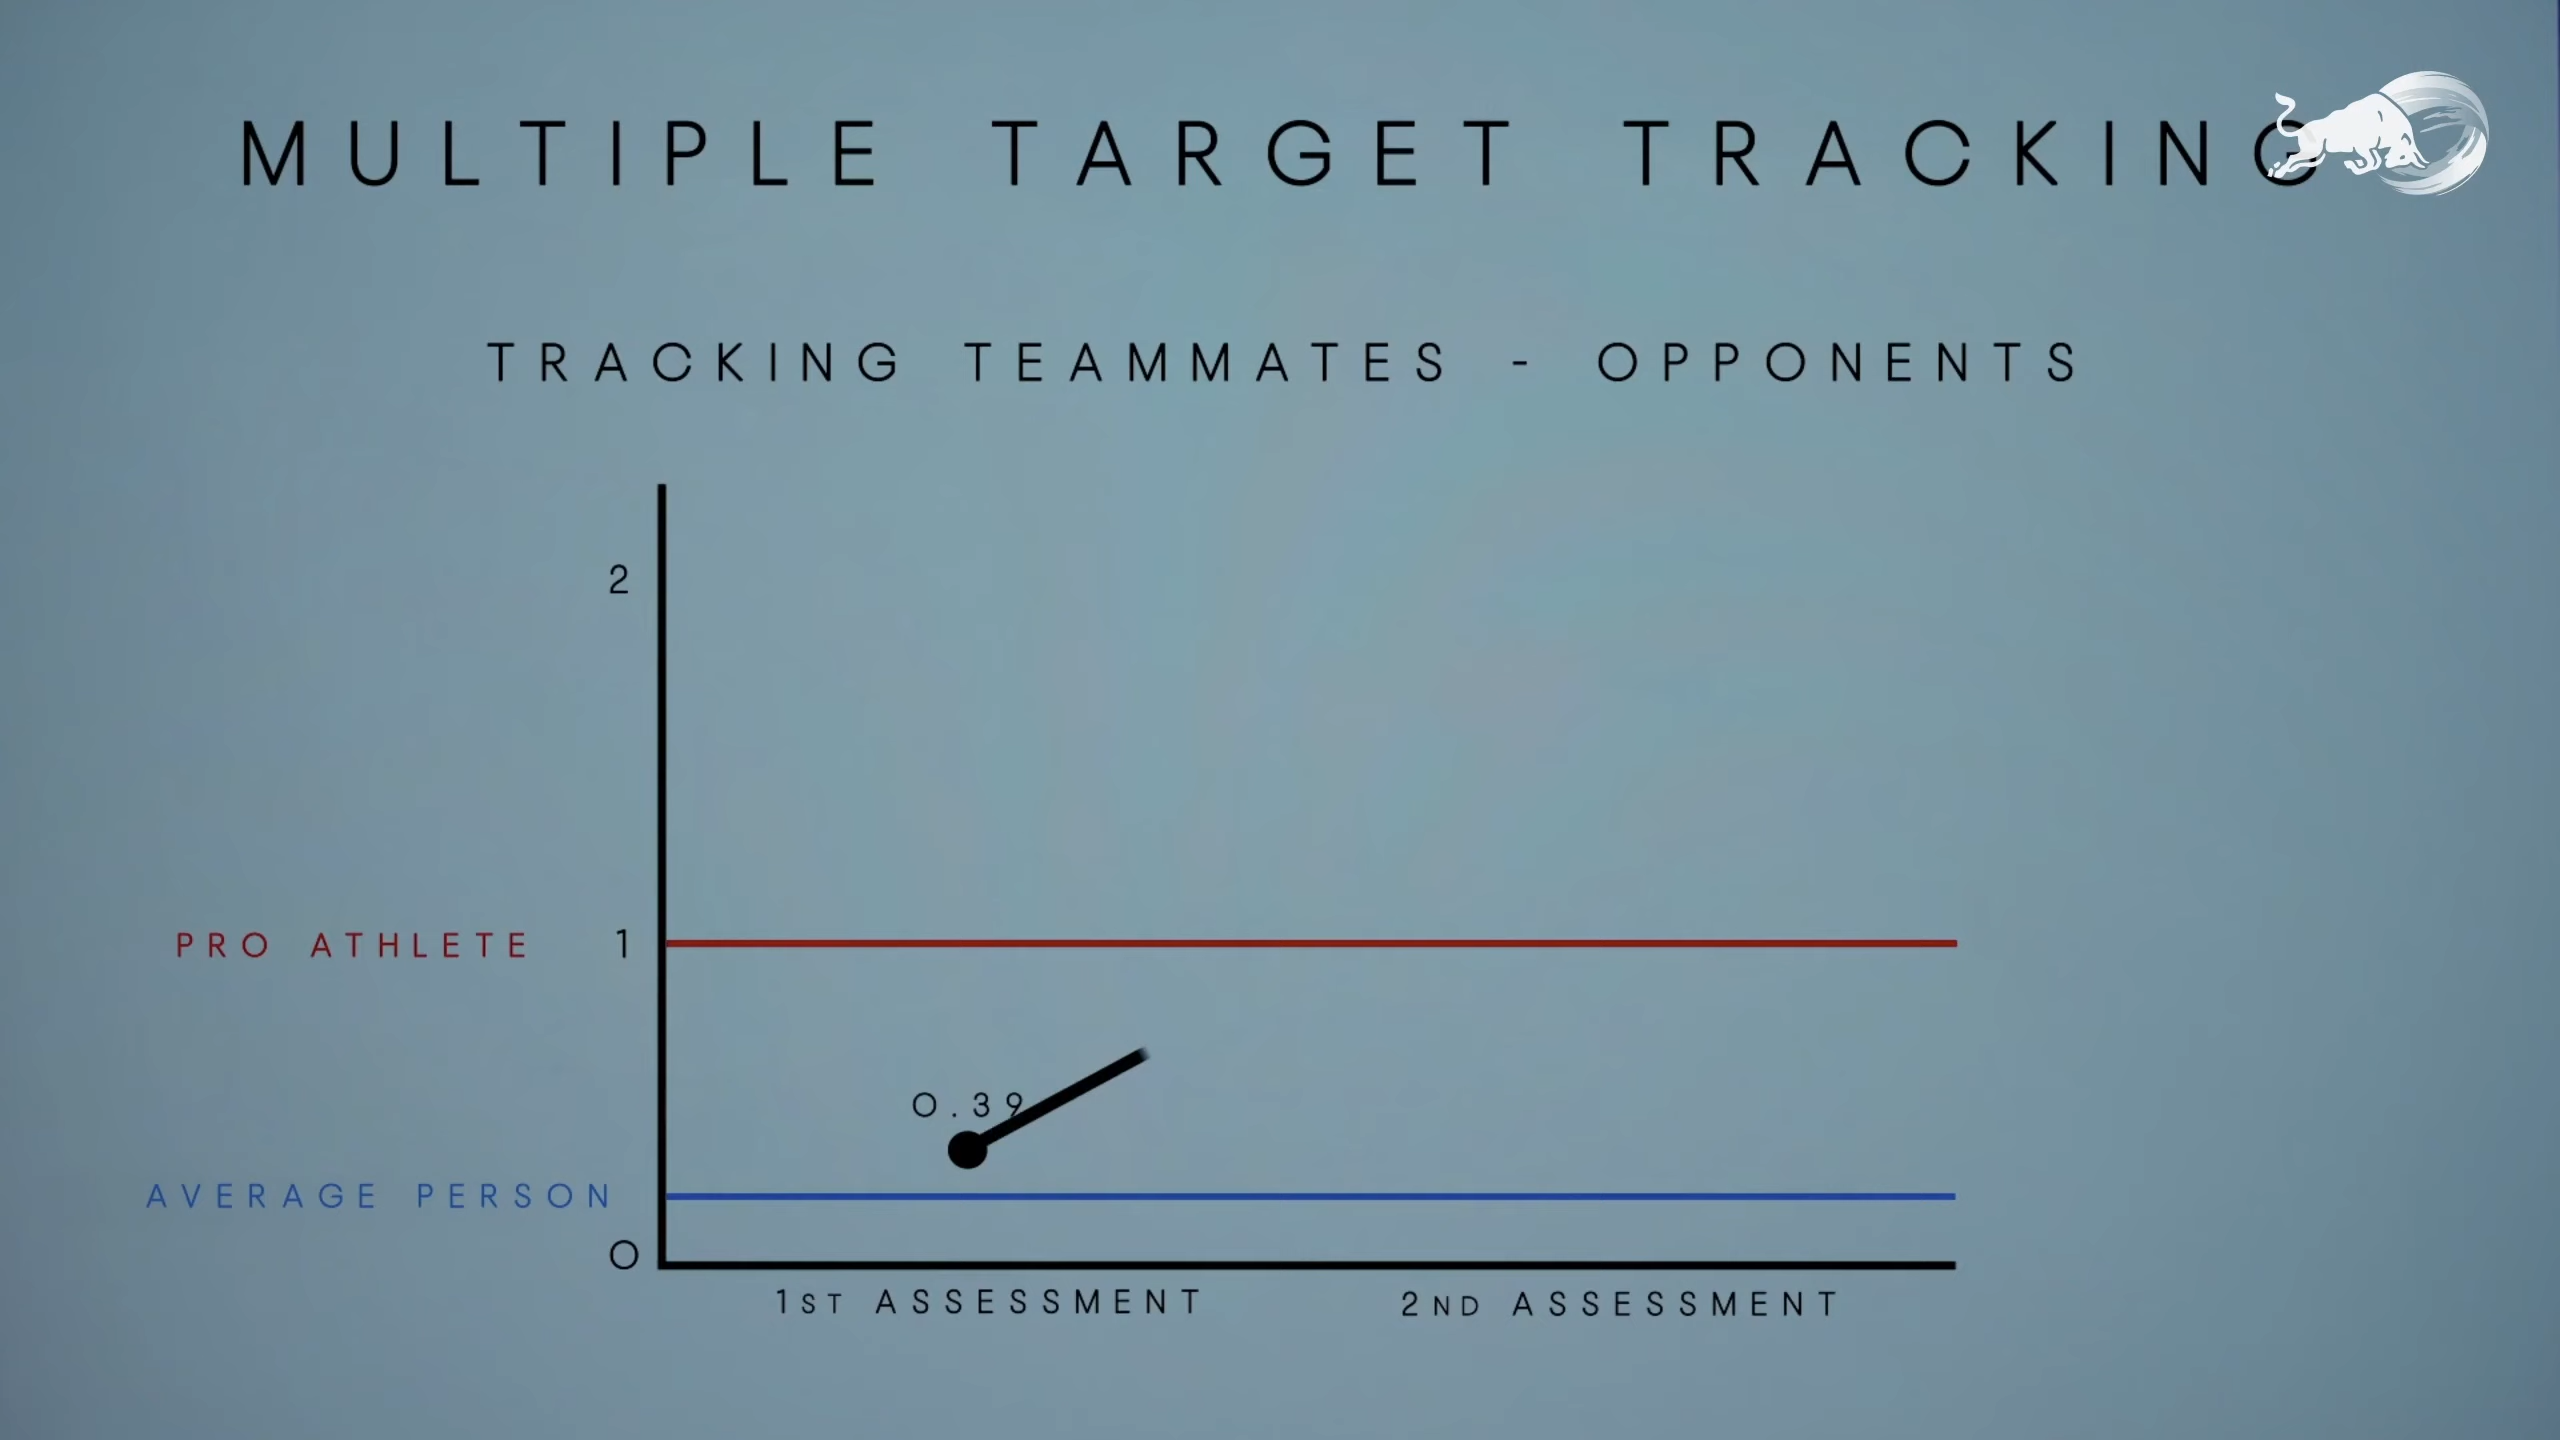 MULTIPLE TARGET TRACKING
TRACKING TEAMMATES - OPPONENTS
2
PRO ATHLETE 1
0.39
AVERAGE PERSON
0
1ST ASSESSMENT 2ND ASSESSMENT